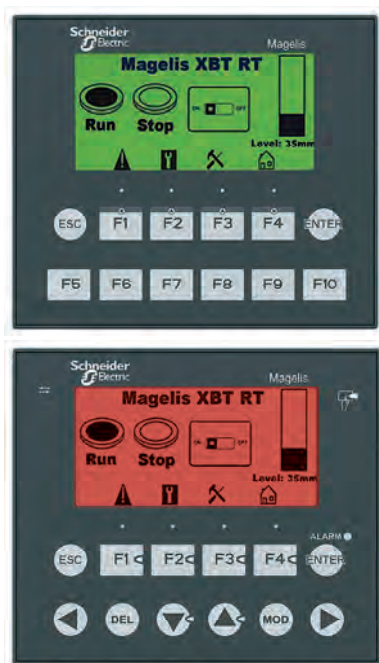 Schneider
Electric
Magelis
Magelis XBT RT
ON OFF
Run Stop
Level: 35mm
ESC F1 F2 F3 F4 ENTER
F5 F6 F7 F8 F9 F10
Schneider
Electric
Magelis
Magelis XBT RT
ON OFF
Run Stop
Level: 35mm
ALARM
ESC F1 F2 F3 F4 ENTER
DEL MOD